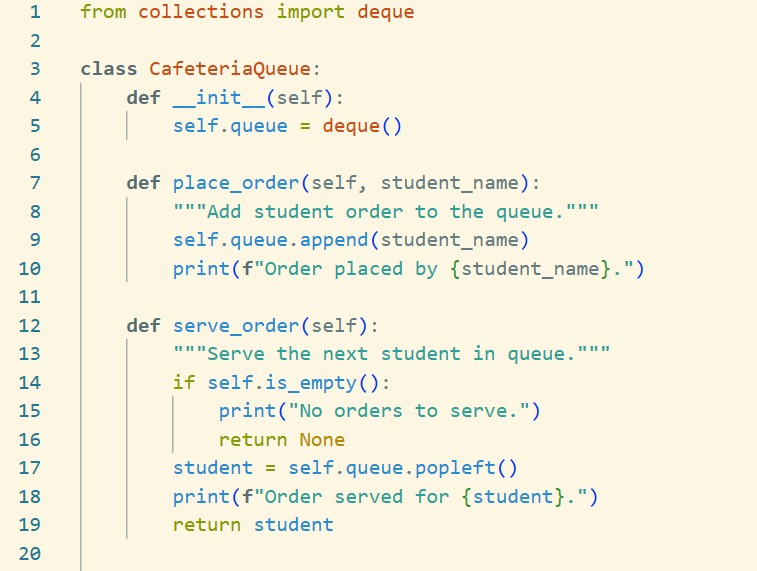 1 from collections import deque
2
3 class CafeteriaQueue:
4     def __init__(self):
5         self.queue = deque()
6
7     def place_order(self, student_name):
8         """Add student order to the queue."""
9         self.queue.append(student_name)
10         print(f"Order placed by {student_name}.")
11
12     def serve_order(self):
13         """Serve the next student in queue."""
14         if self.is_empty():
15             print("No orders to serve.")
16             return None
17         student = self.queue.popleft()
18         print(f"Order served for {student}.")
19         return student
20